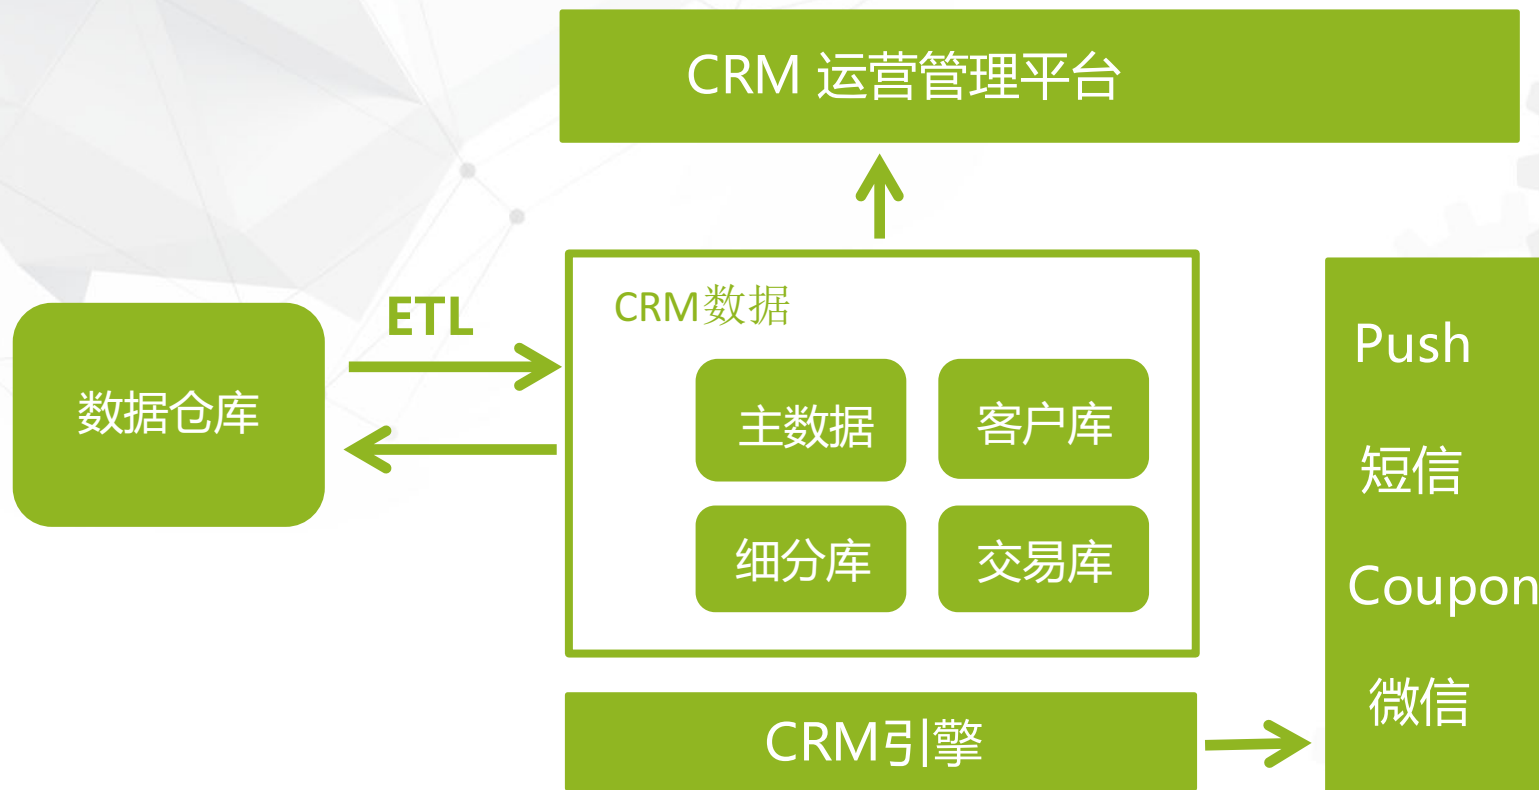 CRM 运营管理平台
ETL
数据仓库
CRM数据
主数据
客户库
细分库
交易库
CRM引擎
Push
短信
Coupon
微信